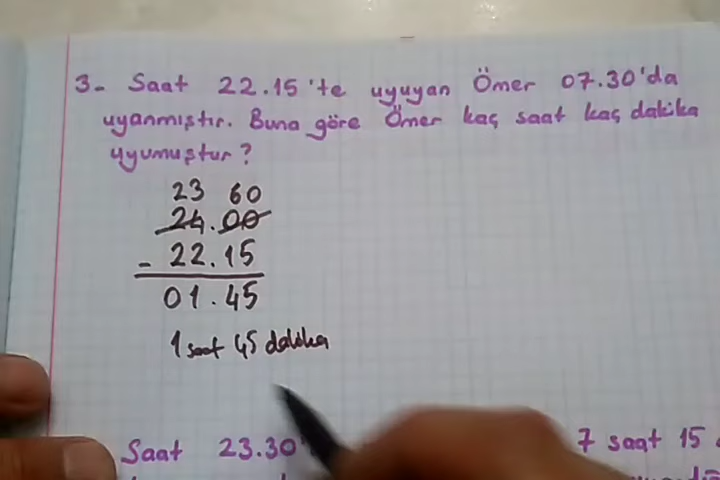 3- Saat 22.15'te uyuyan Ömer 07.30'da
uyanmıştır. Buna göre Ömer kaç saat kaç dakika
uyumuştur?
23 60
24.00
- 22.15
01.45
1 saat 45 dakika
Saat 23.30' 7 saat 15